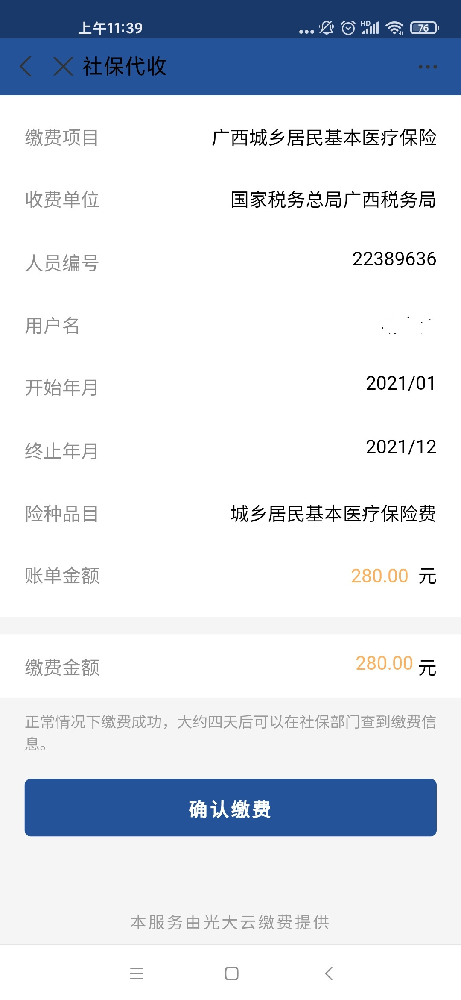 上午11:39
HD
76
社保代收
缴费项目 广西城乡居民基本医疗保险
收费单位 国家税务总局广西税务局
人员编号 22389636
用户名
开始年月 2021/01
终止年月 2021/12
险种品目 城乡居民基本医疗保险费
账单金额 280.00 元
缴费金额 280.00 元
正常情况下缴费成功，大约四天后可以在社保部门查到缴费信
息。
确认缴费
本服务由光大云缴费提供